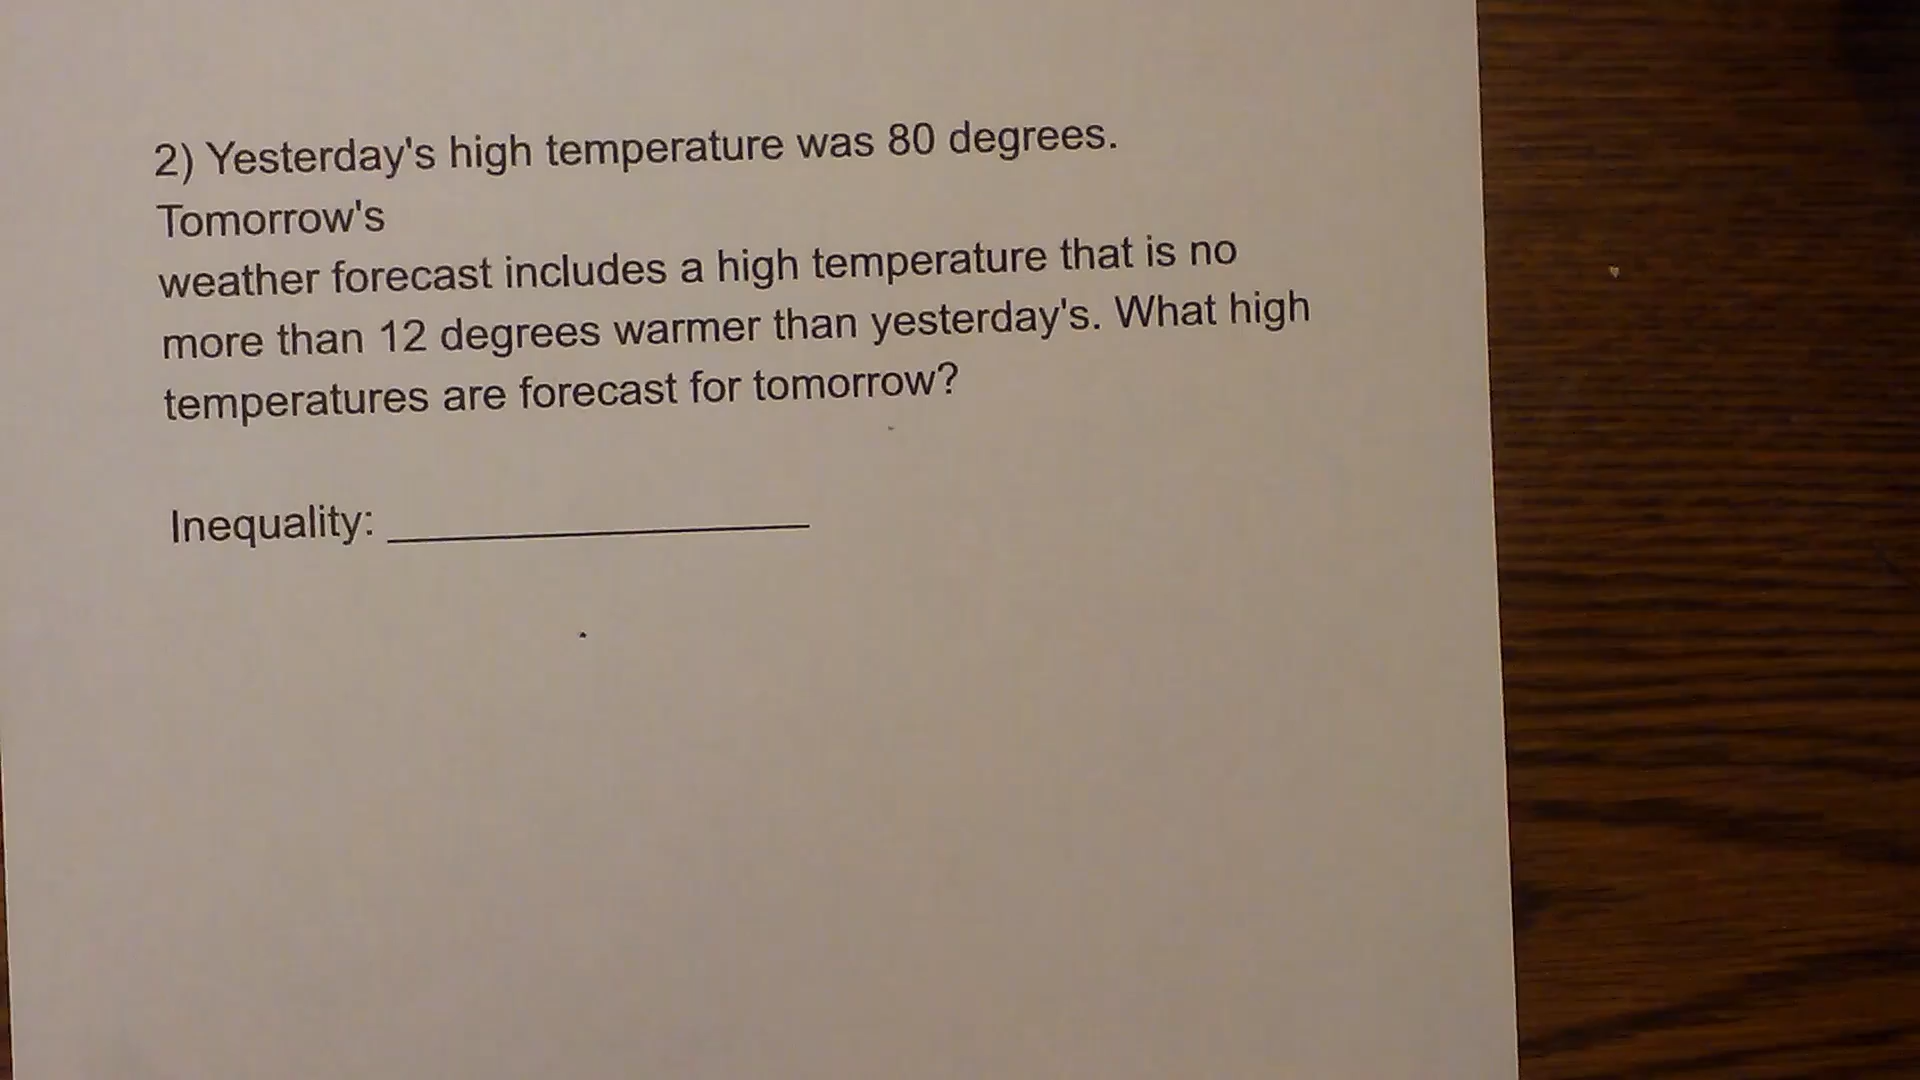 2) Yesterday's high temperature was 80 degrees.
Tomorrow's
weather forecast includes a high temperature that is no
more than 12 degrees warmer than yesterday's. What high
temperatures are forecast for tomorrow?
Inequality: ____________________